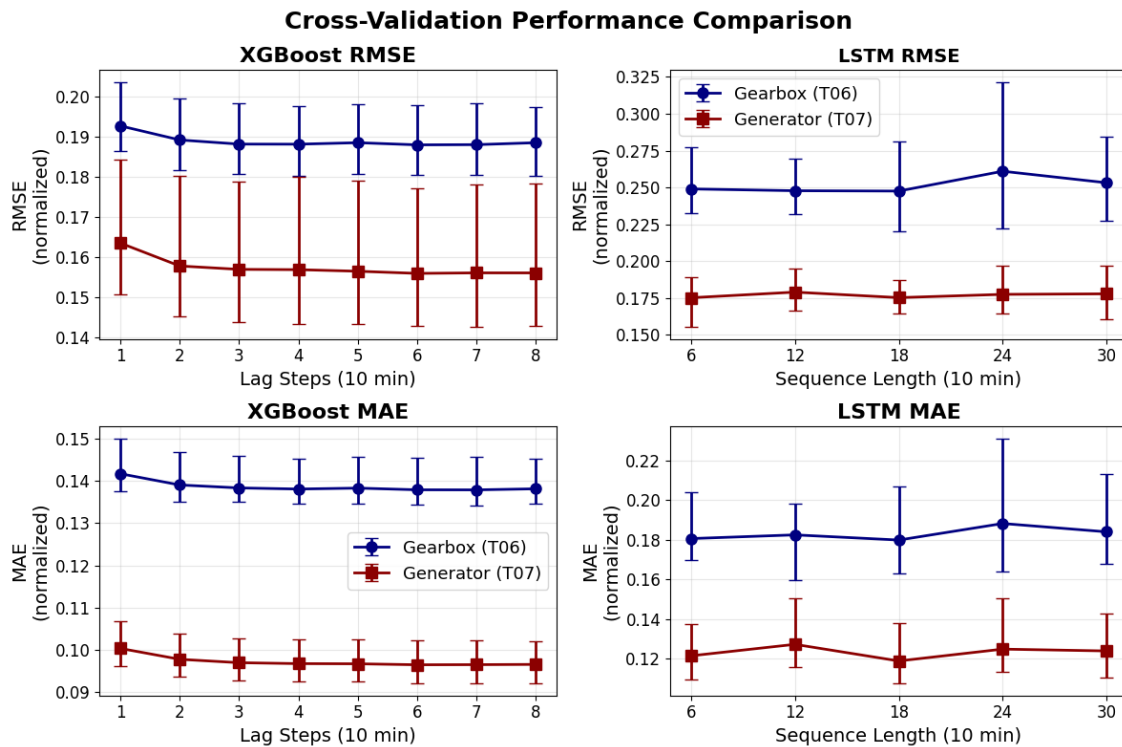 Cross-Validation Performance Comparison
XGBoost RMSE
RMSE
(normalized)
0.20
0.19
0.18
0.17
0.16
0.15
0.14
1 2 3 4 5 6 7 8
Lag Steps (10 min)
LSTM RMSE
RMSE
(normalized)
0.325
0.300
0.275
0.250
0.225
0.200
0.175
0.150
Gearbox (T06)
Generator (T07)
6 12 18 24 30
Sequence Length (10 min)
XGBoost MAE
MAE
(normalized)
0.15
0.14
0.13
0.12
0.11
0.10
0.09
Gearbox (T06)
Generator (T07)
1 2 3 4 5 6 7 8
Lag Steps (10 min)
LSTM MAE
MAE
(normalized)
0.22
0.20
0.18
0.16
0.14
0.12
6 12 18 24 30
Sequence Length (10 min)